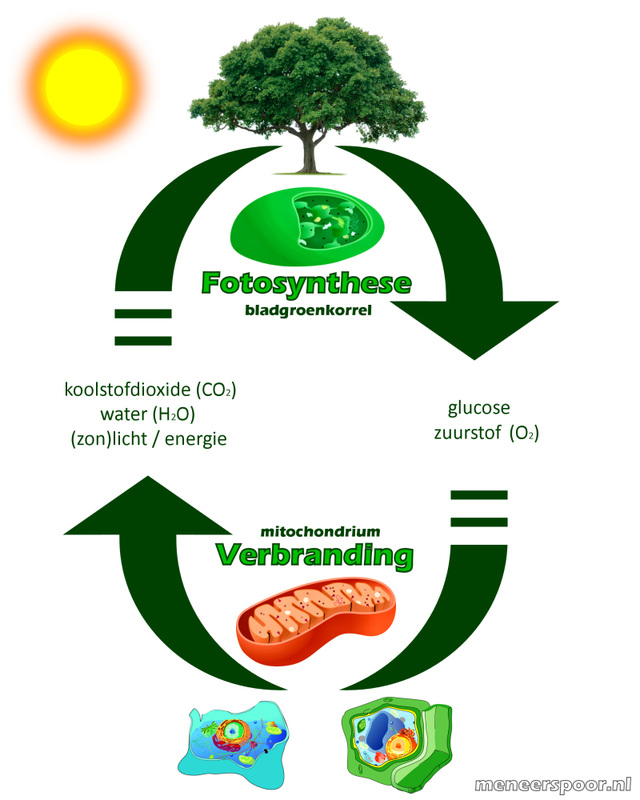 Fotosynthese
bladgroenkorrel
koolstofdioxide (CO₂)
water (H₂O)
(zon)licht / energie
glucose
zuurstof (O₂)
mitochondrium
Verbranding
meneerspoor.nl